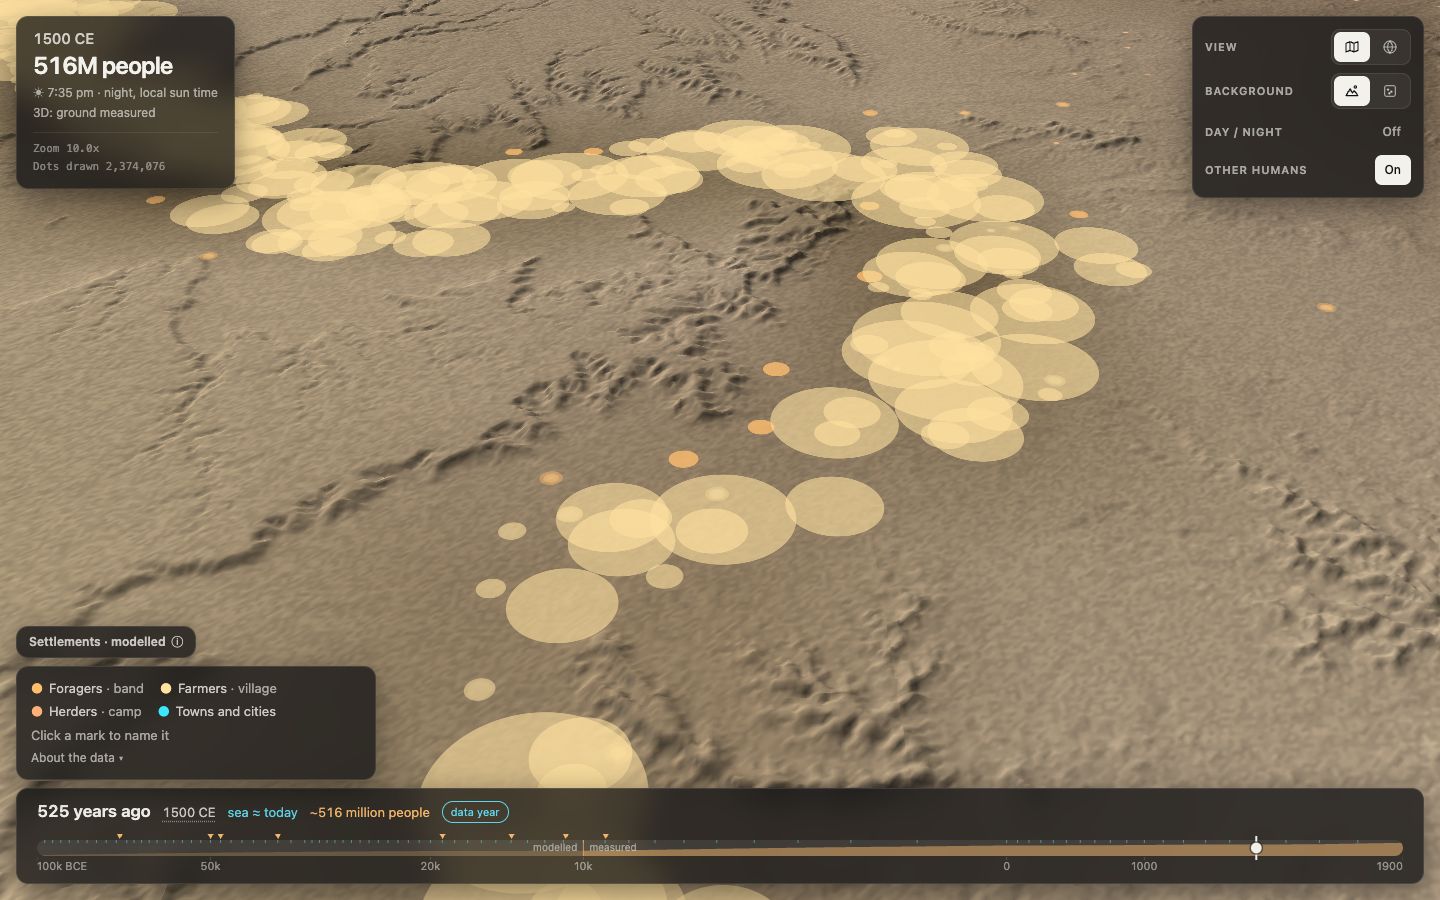 1500 CE
516M people
☀ 7:35 pm · night, local sun time
3D: ground measured
Zoom 10.0x
Dots drawn 2,374,076
VIEW
BACKGROUND
DAY / NIGHT Off
OTHER HUMANS On
Settlements · modelled ⓘ
Foragers · band Farmers · village
Herders · camp Towns and cities
Click a mark to name it
About the data ▾
525 years ago 1500 CE sea ≈ today ~516 million people data year
modelled measured
100k BCE 50k 20k 10k 0 1000 1900